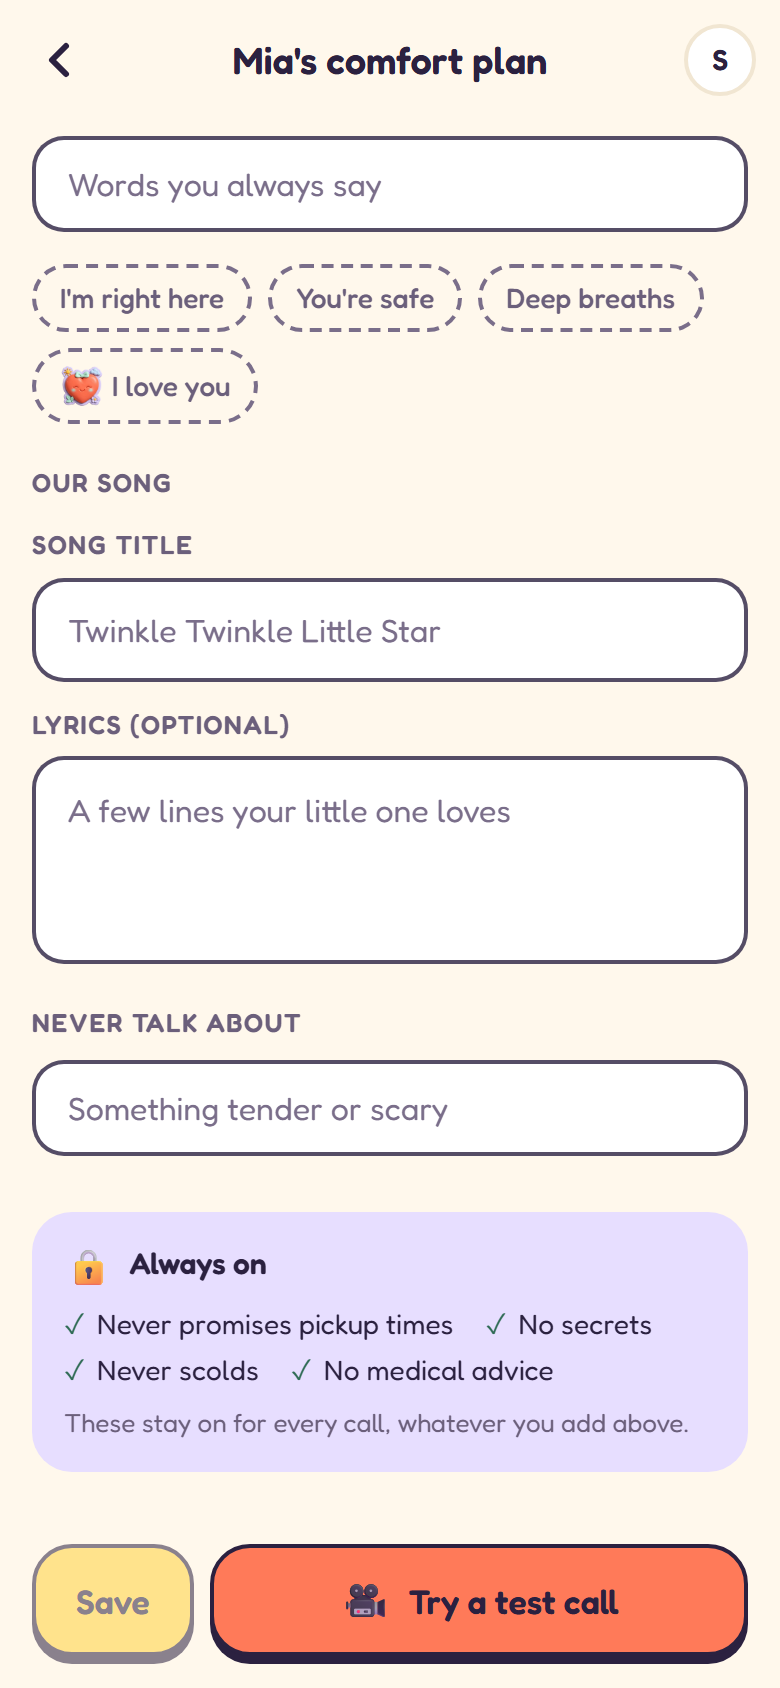 Mia's comfort plan
S
Words you always say
I'm right here
You're safe
Deep breaths
I love you
OUR SONG
SONG TITLE
Twinkle Twinkle Little Star
LYRICS (OPTIONAL)
A few lines your little one loves
NEVER TALK ABOUT
Something tender or scary
Always on
✓ Never promises pickup times ✓ No secrets
✓ Never scolds ✓ No medical advice
These stay on for every call, whatever you add above.
Save
Try a test call